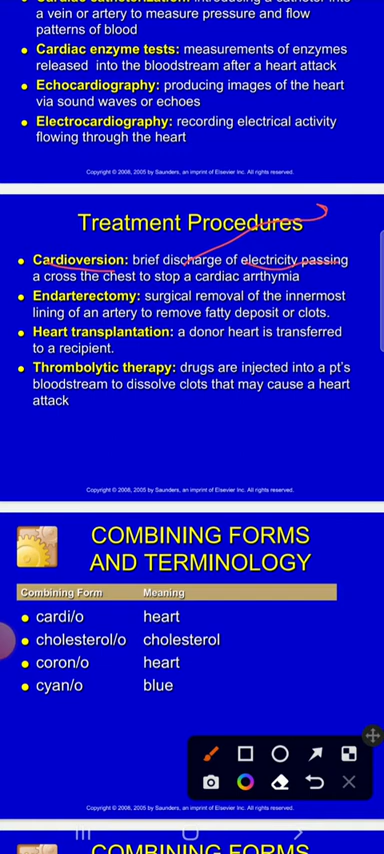 Cardiac catheterization: introducing a catheter into
a vein or artery to measure pressure and flow
patterns of blood
Cardiac enzyme tests: measurements of enzymes
released into the bloodstream after a heart attack
Echocardiography: producing images of the heart
via sound waves or echoes
Electrocardiography: recording electrical activity
flowing through the heart
Copyright © 2008, 2005 by Saunders, an imprint of Elsevier Inc. All rights reserved.
Treatment Procedures
Cardioversion: brief discharge of electricity passing
a cross the chest to stop a cardiac arrthymia
Endarterectomy: surgical removal of the innermost
lining of an artery to remove fatty deposit or clots.
Heart transplantation: a donor heart is transferred
to a recipient.
Thrombolytic therapy: drugs are injected into a pt's
bloodstream to dissolve clots that may cause a heart
attack
Copyright © 2008, 2005 by Saunders, an imprint of Elsevier Inc. All rights reserved.
COMBINING FORMS
AND TERMINOLOGY
Combining Form Meaning
cardi/o heart
cholesterol/o cholesterol
coron/o heart
cyan/o blue
Copyright © 2008, 2005 by Saunders, an imprint of Elsevier Inc. All rights reserved.
COMBINING FORMS